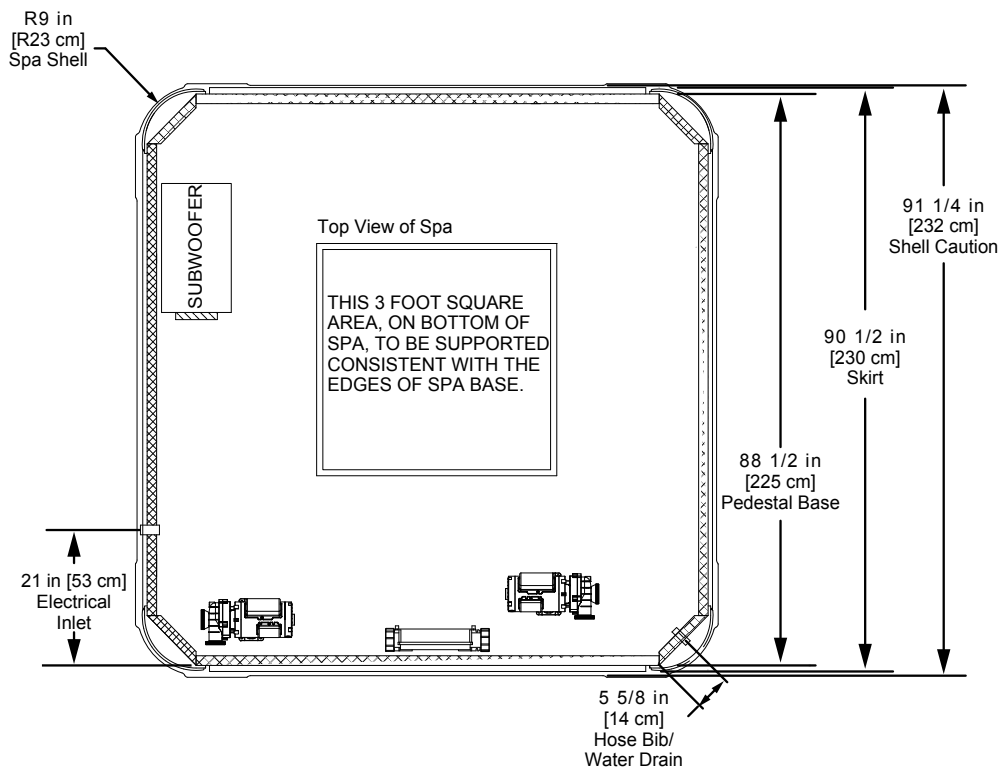 R9 in
[R23 cm]
Spa Shell
SUBWOOFER
Top View of Spa
THIS 3 FOOT SQUARE
AREA, ON BOTTOM OF
SPA, TO BE SUPPORTED
CONSISTENT WITH THE
EDGES OF SPA BASE.
91 1/4 in
[232 cm]
Shell Caution
90 1/2 in
[230 cm]
Skirt
88 1/2 in
[225 cm]
Pedestal Base
21 in [53 cm]
Electrical
Inlet
5 5/8 in
[14 cm]
Hose Bib/
Water Drain